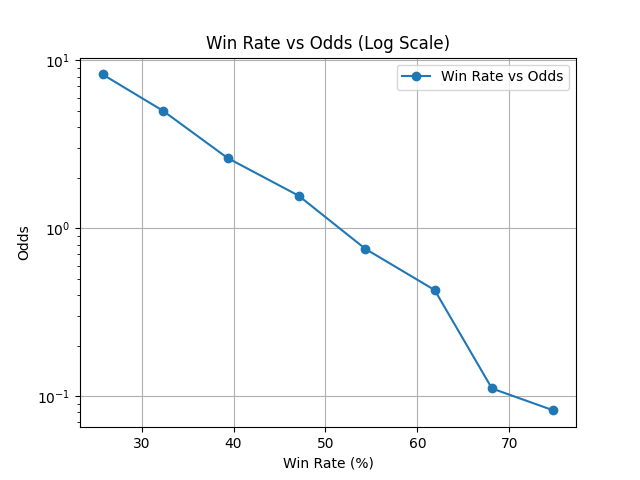 Win Rate vs Odds (Log Scale)
Win Rate vs Odds
10¹
10⁰
10⁻¹
Odds
30 40 50 60 70
Win Rate (%)